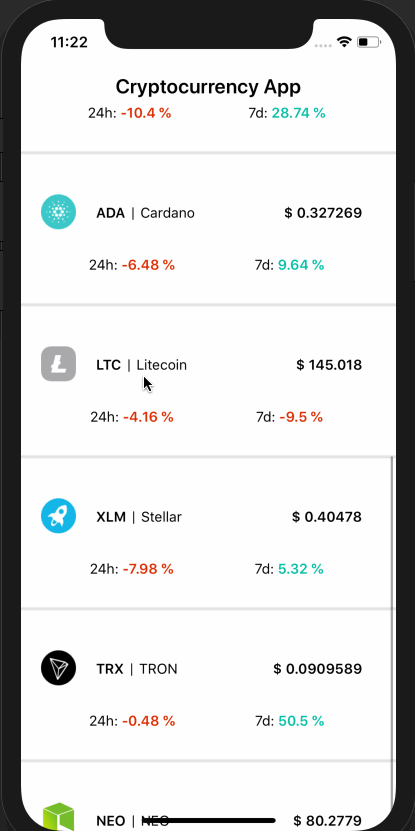 11:22
Cryptocurrency App
24h: -10.4 % 7d: 28.74 %
ADA | Cardano $ 0.327269
24h: -6.48 % 7d: 9.64 %
LTC | Litecoin $ 145.018
24h: -4.16 % 7d: -9.5 %
XLM | Stellar $ 0.40478
24h: -7.98 % 7d: 5.32 %
TRX | TRON $ 0.0909589
24h: -0.48 % 7d: 50.5 %
NEO | NEO $ 80.2779